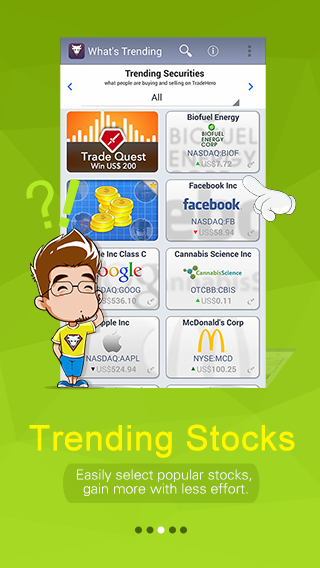 What's Trending
Trending Securities
what people are buying and selling on TradeHero
All
Trade Quest
Win US$ 200
Biofuel Energy
BIOFUEL
ENERGY
CORP
NASDAQ:BIOF
US$7.72
Facebook Inc
facebook
NASDAQ:FB
US$58.94
le Inc Class C
Google
NASDAQ:GOOG
US$536.10
Cannabis Science Inc
CannabisScience
OTCBB:CBIS
US$0.11
Apple Inc
NASDAQ:AAPL
US$524.94
McDonald's Corp
NYSE:MCD
US$100.25
?!
Trending Stocks
Easily select popular stocks,
gain more with less effort.